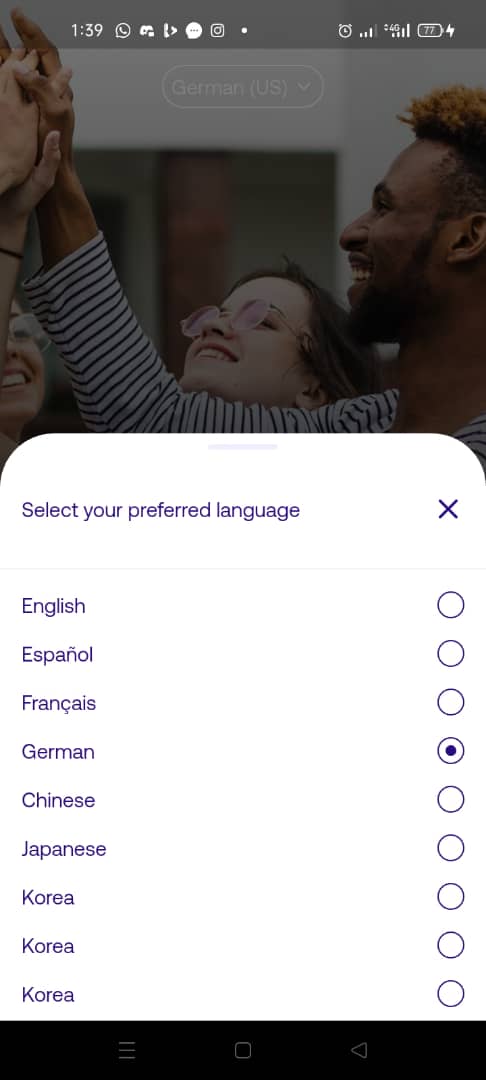 1:39
4G
77
German (US)
Select your preferred language
English
Español
Français
German
Chinese
Japanese
Korea
Korea
Korea